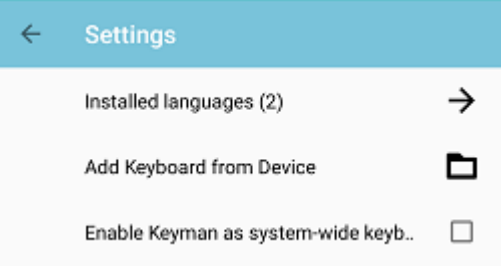 Settings
Installed languages (2)
Add Keyboard from Device
Enable Keyman as system-wide keyb..